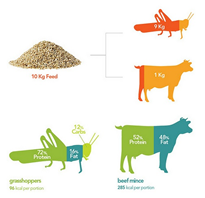 9 Kg
10 Kg Feed
1 Kg
7.2%
Carbs
72%
Protein
16%
Fat
52%
Protein
48%
Fat
grasshoppers
96 kcal per portion
beef mince
285 kcal per portion